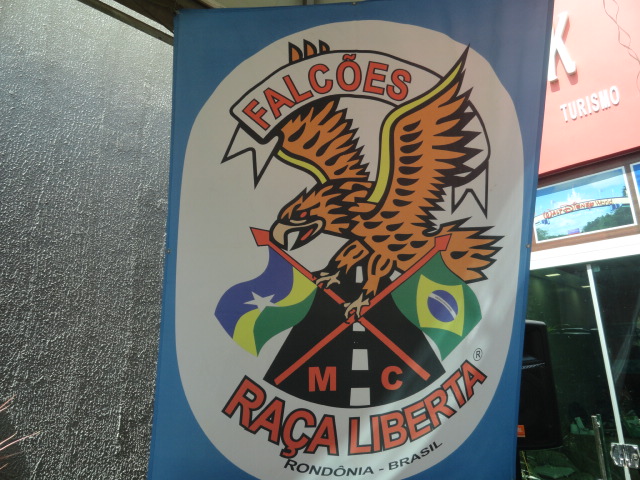 FALCÕES
M C
RAÇA LIBERTA ®
RONDÔNIA - BRASIL
K
TURISMO